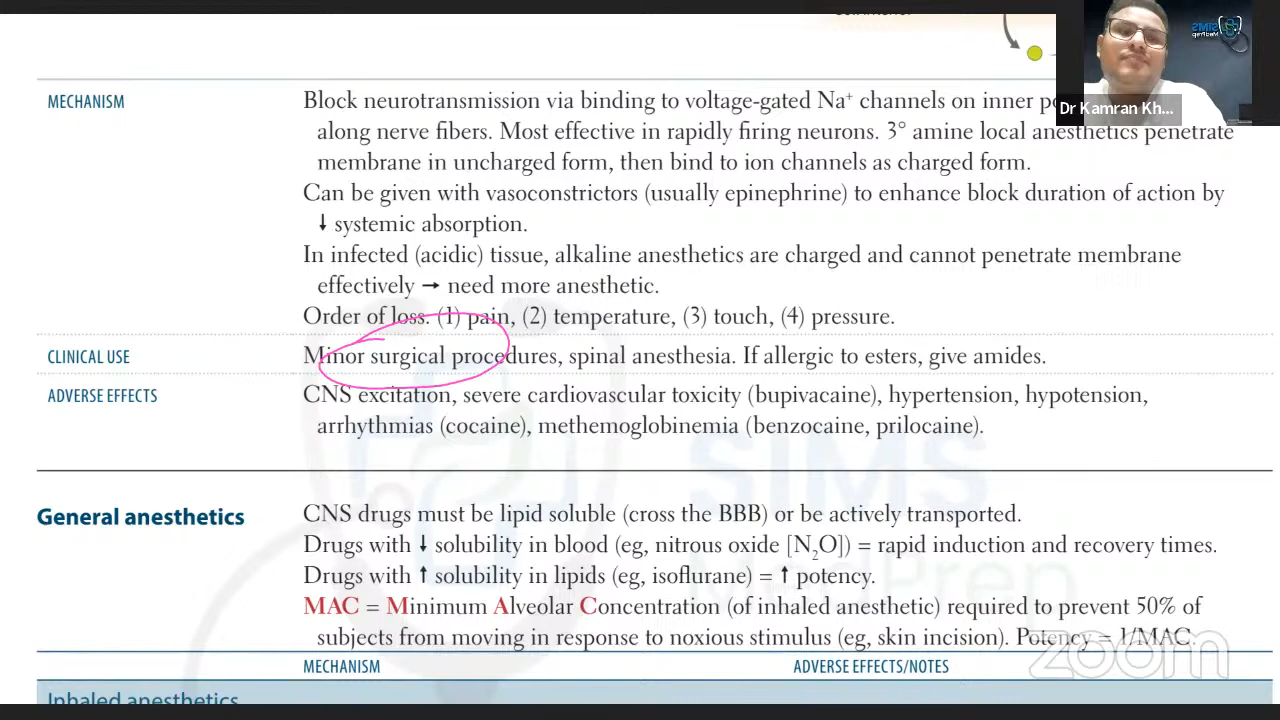 Dr Kamran Kh...
MECHANISM
Block neurotransmission via binding to voltage-gated Na⁺ channels on inner
along nerve fibers. Most effective in rapidly firing neurons. 3° amine local anesthetics penetrate
membrane in uncharged form, then bind to ion channels as charged form.
Can be given with vasoconstrictors (usually epinephrine) to enhance block duration of action by
↓ systemic absorption.
In infected (acidic) tissue, alkaline anesthetics are charged and cannot penetrate membrane
effectively → need more anesthetic.
Order of loss: (1) pain, (2) temperature, (3) touch, (4) pressure.
CLINICAL USE
Minor surgical procedures, spinal anesthesia. If allergic to esters, give amides.
ADVERSE EFFECTS
CNS excitation, severe cardiovascular toxicity (bupivacaine), hypertension, hypotension,
arrhythmias (cocaine), methemoglobinemia (benzocaine, prilocaine).
General anesthetics
CNS drugs must be lipid soluble (cross the BBB) or be actively transported.
Drugs with ↓ solubility in blood (eg, nitrous oxide [N₂O]) = rapid induction and recovery times.
Drugs with ↑ solubility in lipids (eg, isoflurane) = ↑ potency.
MAC = Minimum Alveolar Concentration (of inhaled anesthetic) required to prevent 50% of
subjects from moving in response to noxious stimulus (eg, skin incision). Potency = 1/MAC.
MECHANISM
ADVERSE EFFECTS/NOTES
Inhaled anesthetics
SIMS
MedPrep
zoom